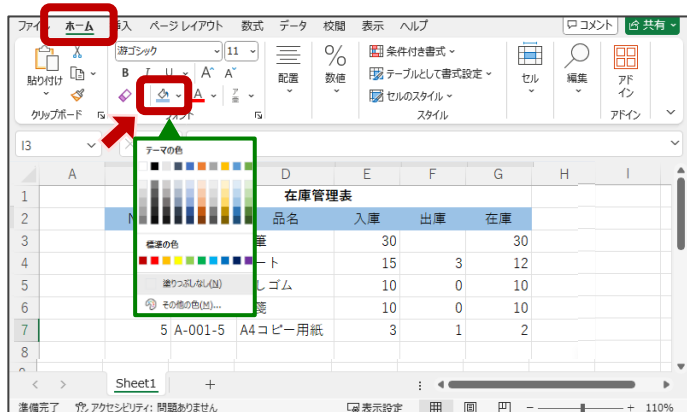 ファイル ホーム 挿入 ページ レイアウト 数式 データ 校閲 表示 ヘルプ コメント 共有
游ゴシック 11
B I U A A
A
貼り付け 配置 数値 条件付き書式 テーブルとして書式設定 セルのスタイル セル 編集 アド
イン
クリップボード フォント スタイル アドイン
I3
テーマの色
標準の色
塗りつぶしなし(N)
その他の色(M)...
A D E F G H I
1 在庫管理表
2 品名 入庫 出庫 在庫
3 筆 30 30
4 ート 15 3 12
5 しゴム 10 0 10
6 箋 10 0 10
7 5 A-001-5 A4コピー用紙 3 1 2
8
Sheet1 +
準備完了 アクセシビリティ: 問題ありません 表示設定 - + 110%